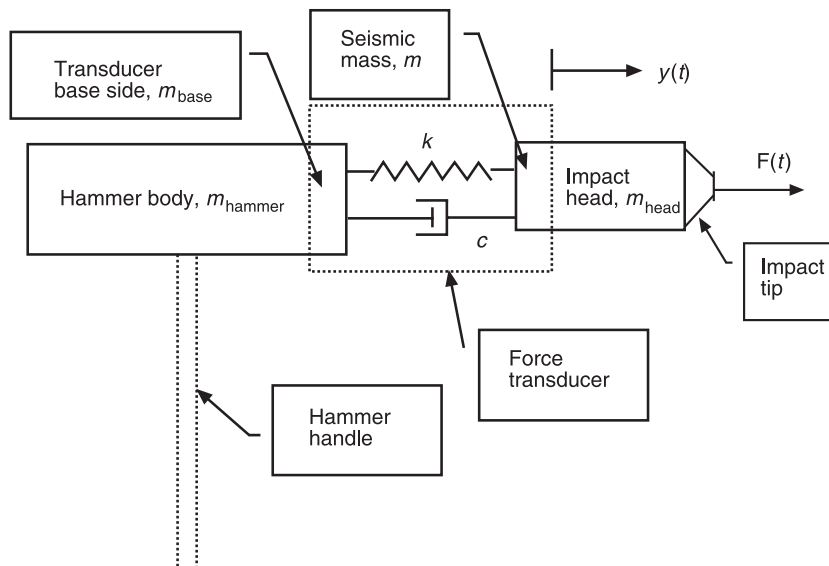 Seismic
mass, m
y(t)
Transducer
base side, m_base
k
F(t)
Hammer body, m_hammer
Impact
head, m_head
c
Impact
tip
Force
transducer
Hammer
handle